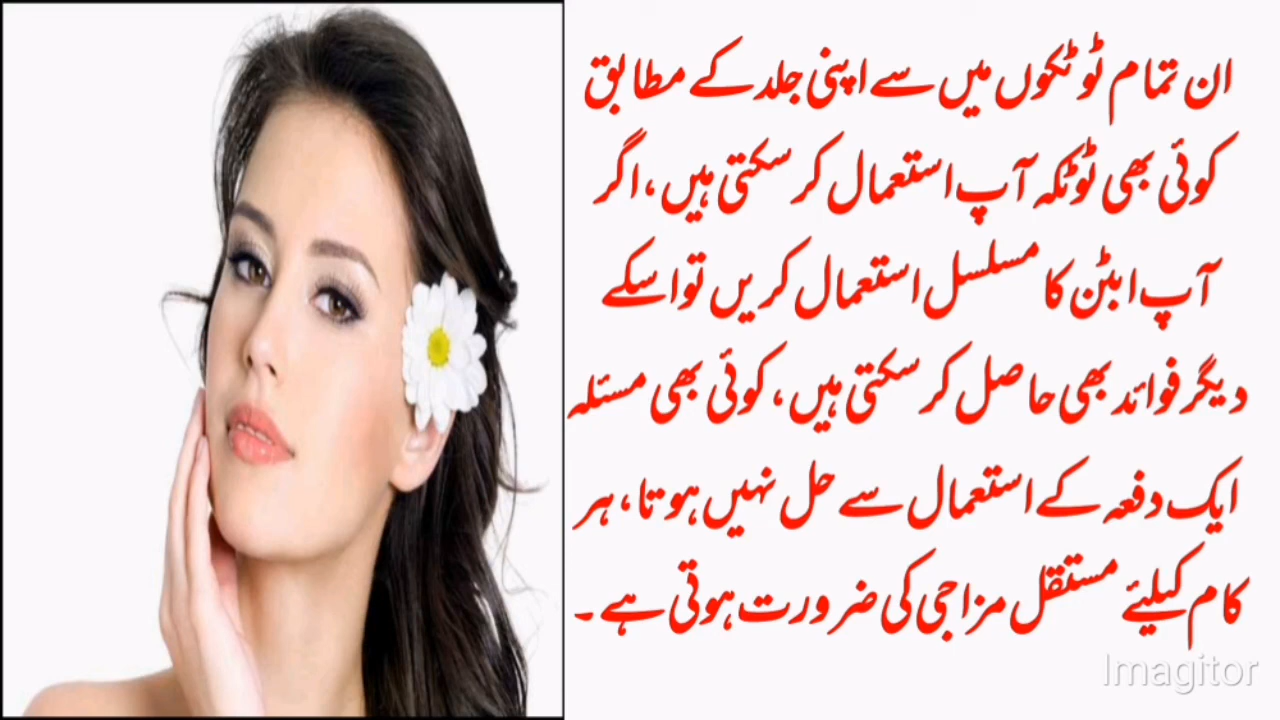 ان تمام ٹوٹکوں میں سے اپنی جلد کے مطابق
کوئی بھی ٹوٹکہ آپ استعمال کر سکتی ہیں، اگر
آپ ابٹن کا مسلسل استعمال کریں تو اسکے
دیگر فوائد بھی حاصل کر سکتی ہیں، کوئی بھی مسئلہ
ایک دفعہ کے استعمال سے حل نہیں ہوتا، ہر
کام کیلئے مستقل مزاجی کی ضرورت ہوتی ہے۔
Imagitor